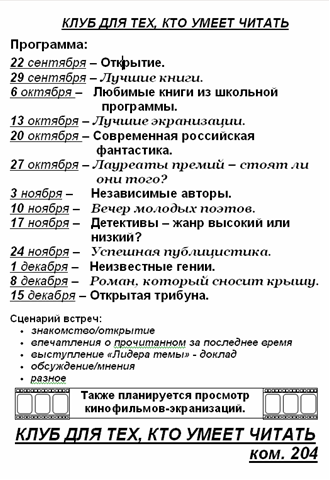 КЛУБ ДЛЯ ТЕХ, КТО УМЕЕТ ЧИТАТЬ
Программа:
22 сентября – Открытие.
29 сентября – Лучшие книги.
6 октября – Любимые книги из школьной
программы.
13 октября – Лучшие экранизации.
20 октября – Современная российская
фантастика.
27 октября – Лауреаты премий – стоят ли
они того?
3 ноября – Независимые авторы.
10 ноября – Вечер молодых поэтов.
17 ноября – Детективы – жанр высокий или
низкий?
24 ноября – Успешная публицистика.
1 декабря – Неизвестные гении.
8 декабря – Роман, который сносит крышу.
15 декабря – Открытая трибуна.
Сценарий встреч:
• знакомство/открытие
• впечатления о прочитанном за последнее время
• выступление «Лидера темы» - доклад
• обсуждение/мнения
• разное
Также планируется просмотр
кинофильмов-экранизаций.
КЛУБ ДЛЯ ТЕХ, КТО УМЕЕТ ЧИТАТЬ
ком. 204